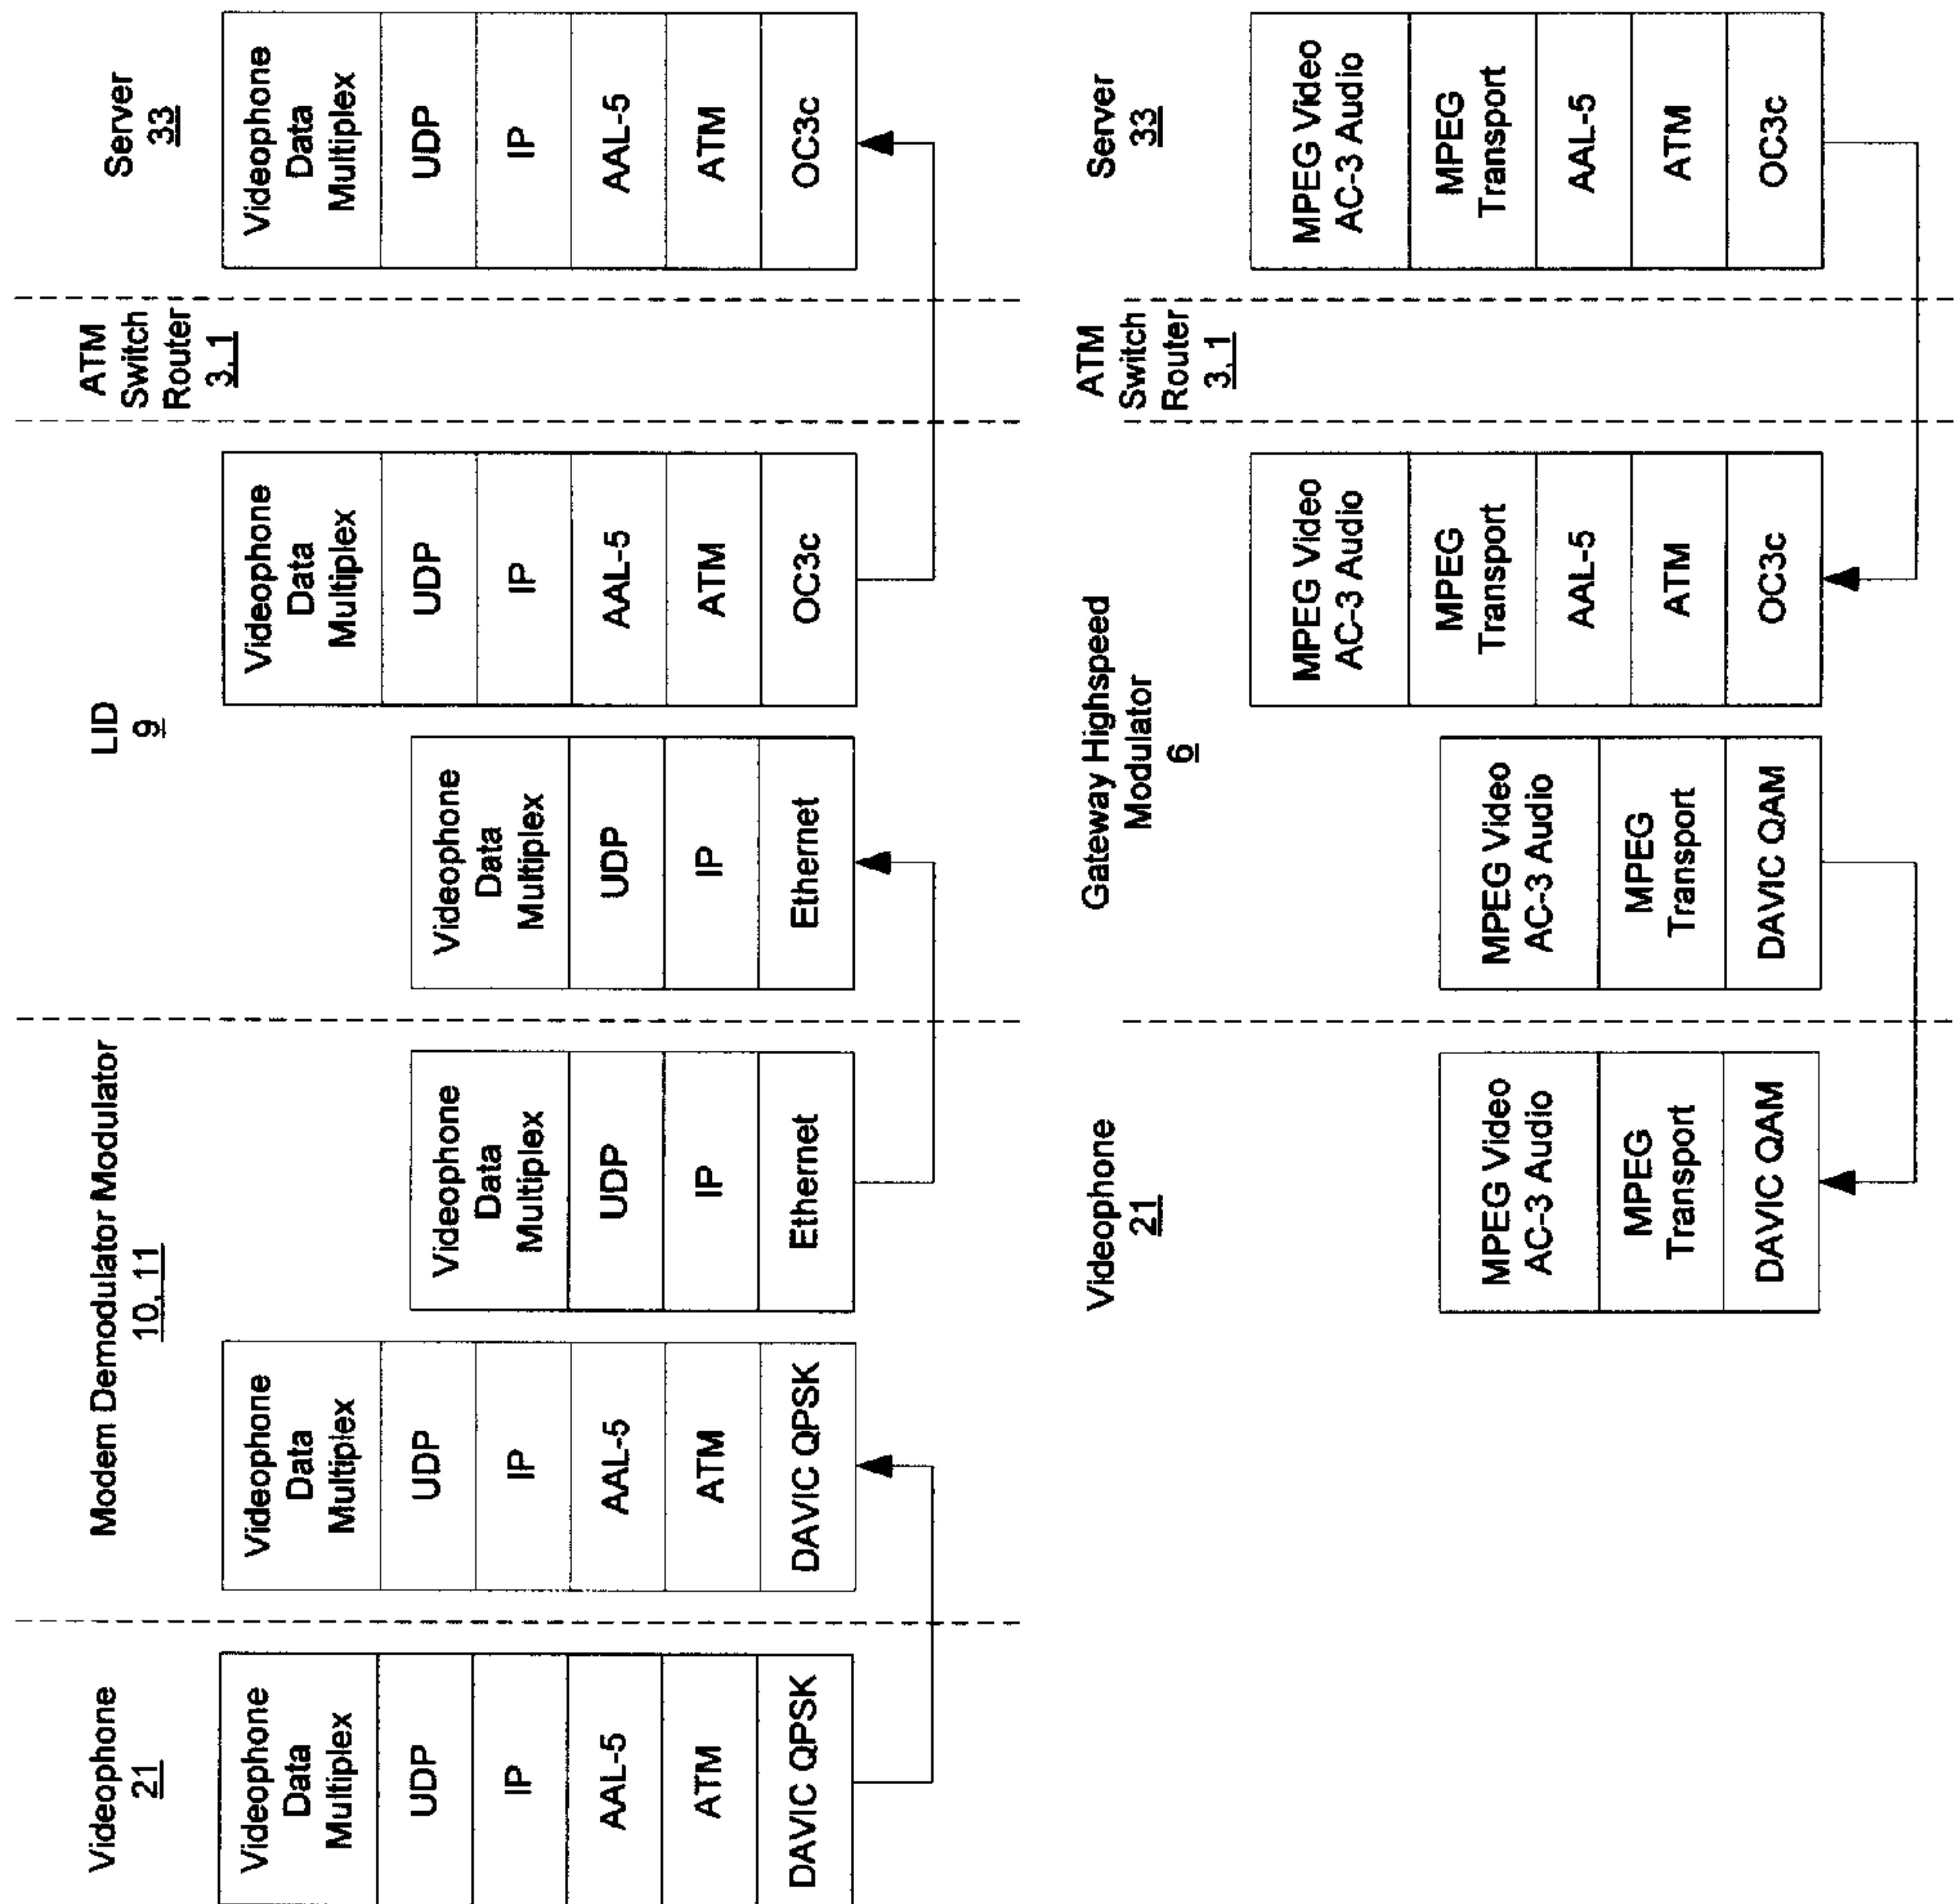 Videophone
21
Modem Demodulator Modulator
10, 11
LID
9
ATM
Switch
Router
3, 1
Server
33
Videophone
Data
Multiplex
UDP
IP
AAL-5
ATM
DAVIC QPSK
Videophone
Data
Multiplex
UDP
IP
AAL-5
ATM
DAVIC QPSK
Videophone
Data
Multiplex
UDP
IP
Ethernet
Videophone
Data
Multiplex
UDP
IP
Ethernet
Videophone
Data
Multiplex
UDP
IP
AAL-5
ATM
OC3c
Videophone
Data
Multiplex
UDP
IP
AAL-5
ATM
OC3c
Videophone
21
Gateway Highspeed
Modulator
6
ATM
Switch
Router
3, 1
Server
33
MPEG Video
AC-3 Audio
MPEG
Transport
DAVIC QAM
MPEG Video
AC-3 Audio
MPEG
Transport
DAVIC QAM
MPEG Video
AC-3 Audio
MPEG
Transport
AAL-5
ATM
OC3c
MPEG Video
AC-3 Audio
MPEG
Transport
AAL-5
ATM
OC3c